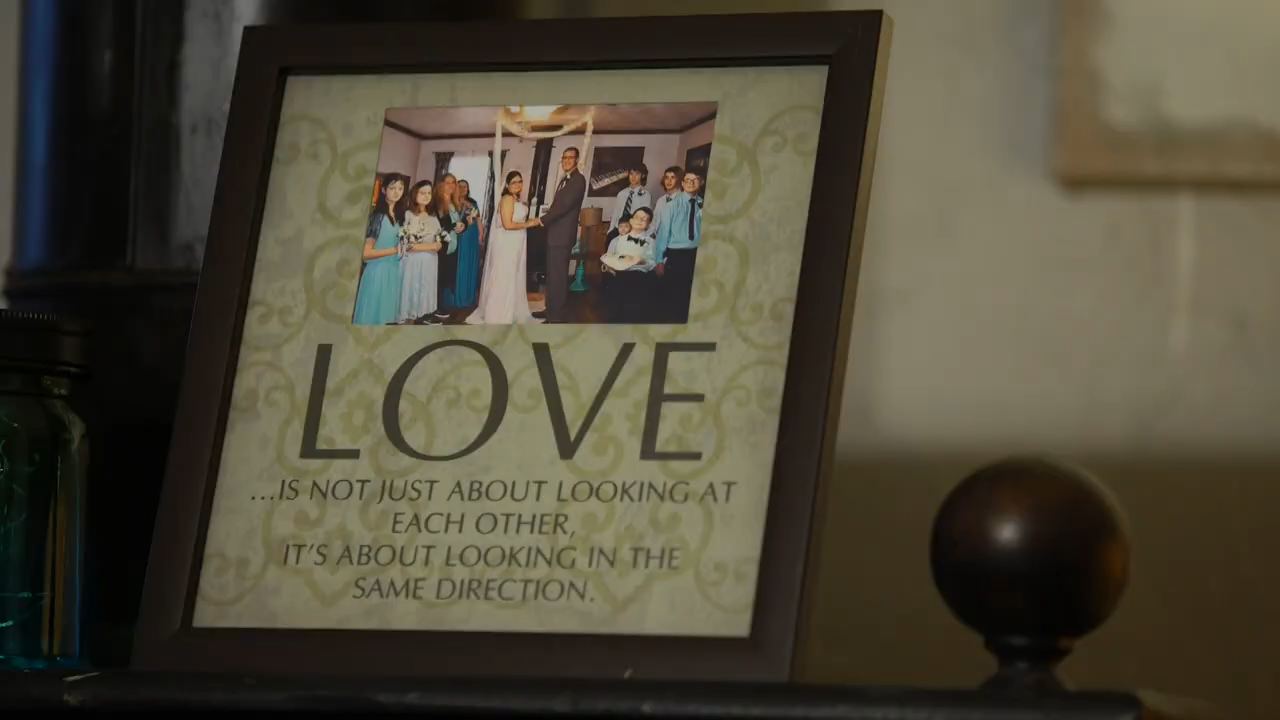 LOVE
...IS NOT JUST ABOUT LOOKING AT
EACH OTHER,
IT'S ABOUT LOOKING IN THE
SAME DIRECTION.